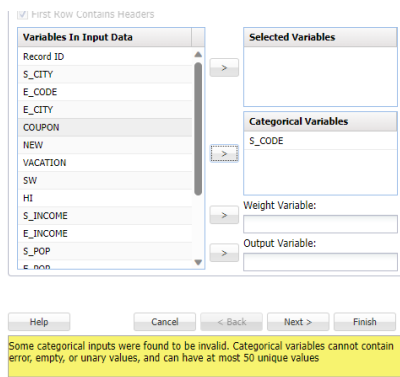 First Row Contains Headers
Variables In Input Data
Selected Variables
Record ID
>
S_CITY
E_CODE
E_CITY
COUPON
Categorical Variables
NEW
S_CODE
VACATION
>
SW
HI
S_INCOME
Weight Variable:
>
E_INCOME
S_POP
Output Variable:
>
E_POP
Help
Cancel
< Back
Next >
Finish
Some categorical inputs were found to be invalid. Categorical variables cannot contain
error, empty, or unary values, and can have at most 50 unique values